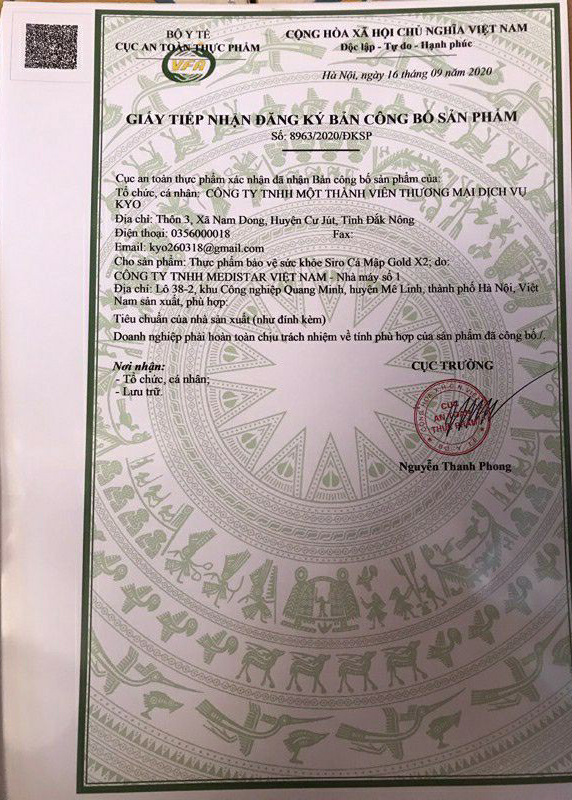 BỘ Y TẾ
CỤC AN TOÀN THỰC PHẨM
VFA
CỘNG HÒA XÃ HỘI CHỦ NGHĨA VIỆT NAM
Độc lập - Tự do - Hạnh phúc
Hà Nội, ngày 16 tháng 09 năm 2020
GIẤY TIẾP NHẬN ĐĂNG KÝ BẢN CÔNG BỐ SẢN PHẨM
Số: 8963/2020/ĐKSP
Cục an toàn thực phẩm xác nhận đã nhận Bản công bố sản phẩm của:
Tổ chức, cá nhân: CÔNG TY TNHH MỘT THÀNH VIÊN THƯƠNG MẠI DỊCH VỤ
KYO
Địa chỉ: Thôn 3, Xã Nam Dong, Huyện Cư Jút, Tỉnh Đắk Nông
Điện thoại: 0356000018 Fax:
Email: kyo260318@gmail.com
Cho sản phẩm: Thực phẩm bảo vệ sức khỏe Siro Cá Mập Gold X2; do:
CÔNG TY TNHH MEDISTAR VIỆT NAM - Nhà máy số 1
Địa chỉ: Lô 38-2, khu Công nghiệp Quang Minh, huyện Mê Linh, thành phố Hà Nội, Việt
Nam sản xuất, phù hợp:
Tiêu chuẩn của nhà sản xuất (như đính kèm)
Doanh nghiệp phải hoàn toàn chịu trách nhiệm về tính phù hợp của sản phẩm đã công bố./.
Nơi nhận:
- Tổ chức, cá nhân;
- Lưu trữ.
CỤC TRƯỞNG
CỤC
AN TOÀN
THỰC PHẨM
Nguyễn Thanh Phong